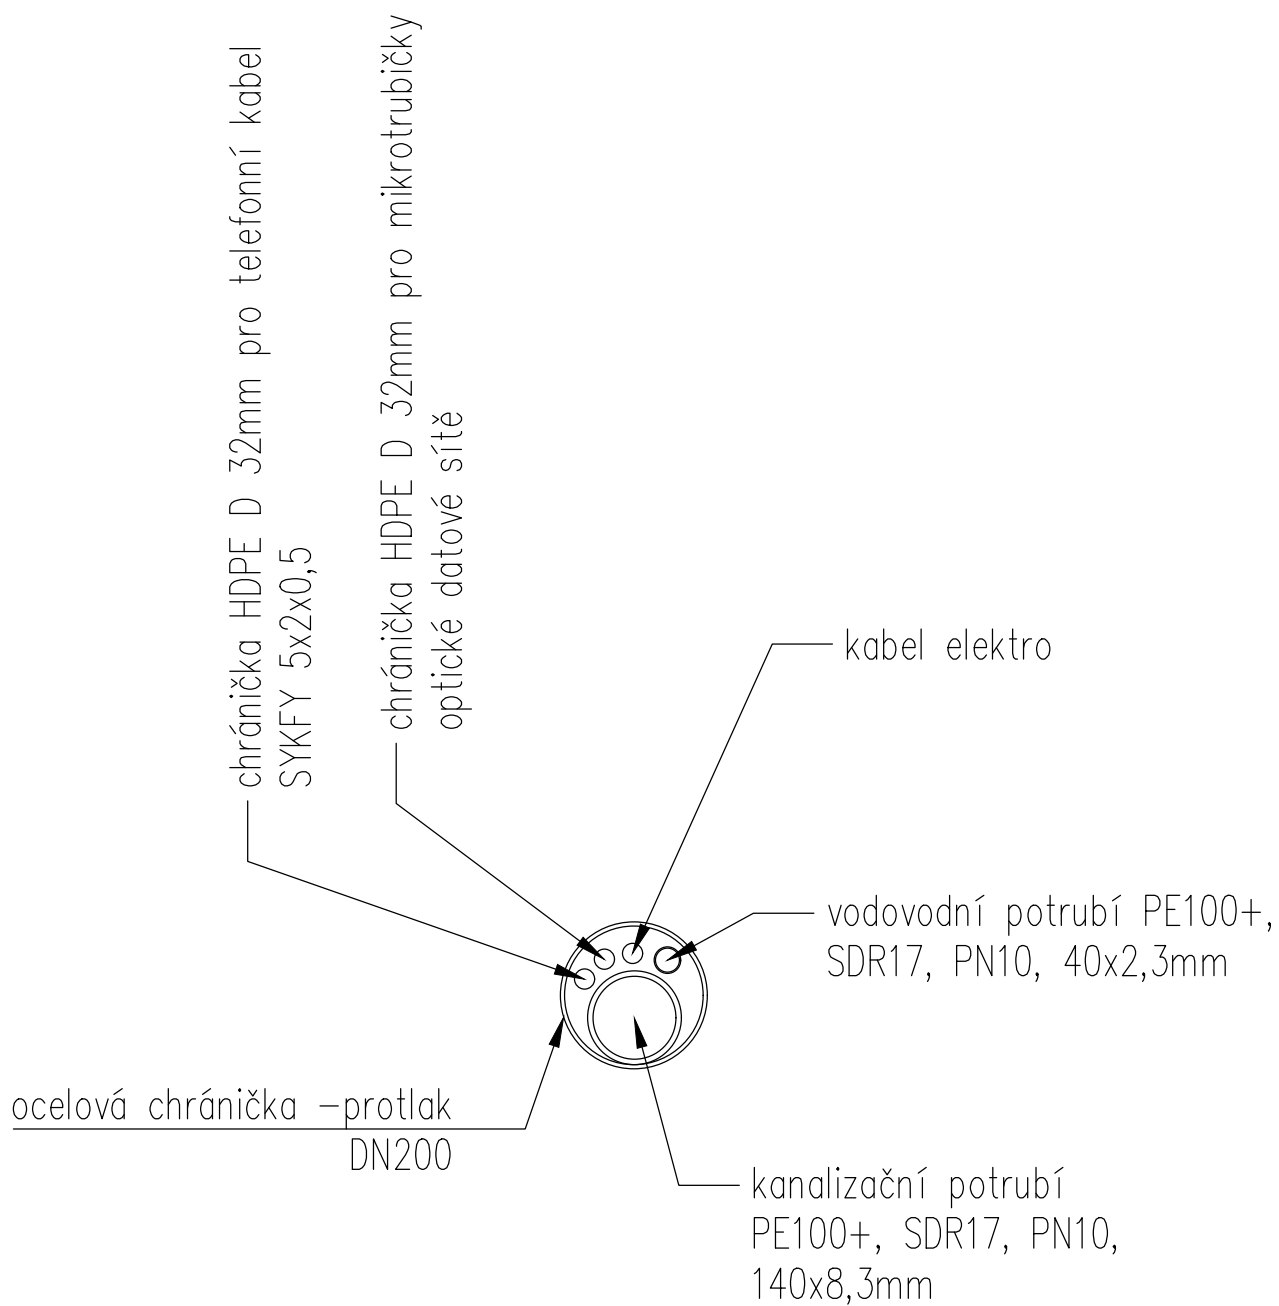 chránička HDPE D 32mm pro telefonní kabel
SYKFY 5x2x0,5
chránička HDPE D 32mm pro mikrotrubičky
optické datové sítě
kabel elektro
vodovodní potrubí PE100+,
SDR17, PN10, 40x2,3mm
ocelová chránička -protlak
DN200
kanalizační potrubí
PE100+, SDR17, PN10,
140x8,3mm